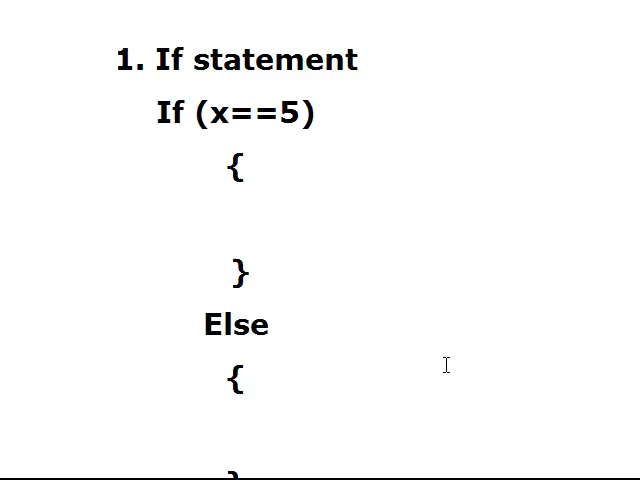 1. If statement
If (x==5)
{
}
Else
{
}